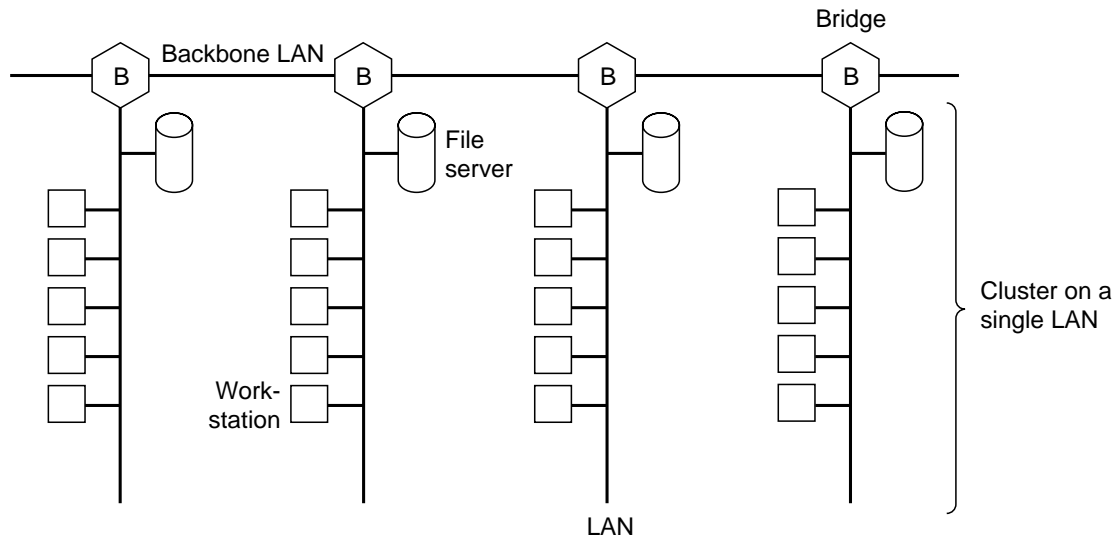 Bridge
Backbone LAN
B
B
B
B
File
server
Cluster on a
single LAN
Work-
station
LAN